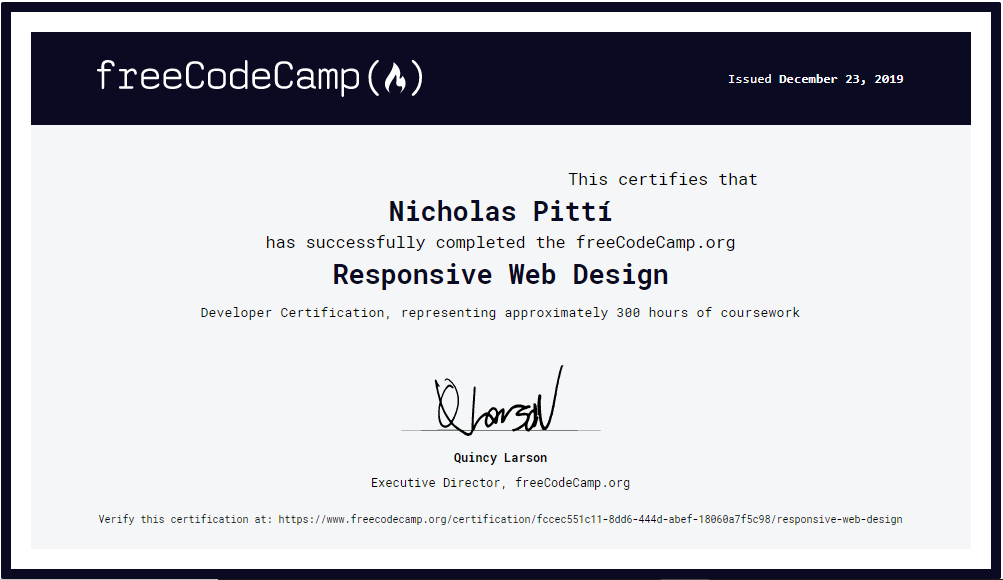 freeCodeCamp
Issued December 23, 2019
This certifies that
Nicholas Pittí
has successfully completed the freeCodeCamp.org
Responsive Web Design
Developer Certification, representing approximately 300 hours of coursework
Q Larson
Quincy Larson
Executive Director, freeCodeCamp.org
Verify this certification at: https://www.freecodecamp.org/certification/fccec551c11-8dd6-444d-abef-18060a7f5c98/responsive-web-design